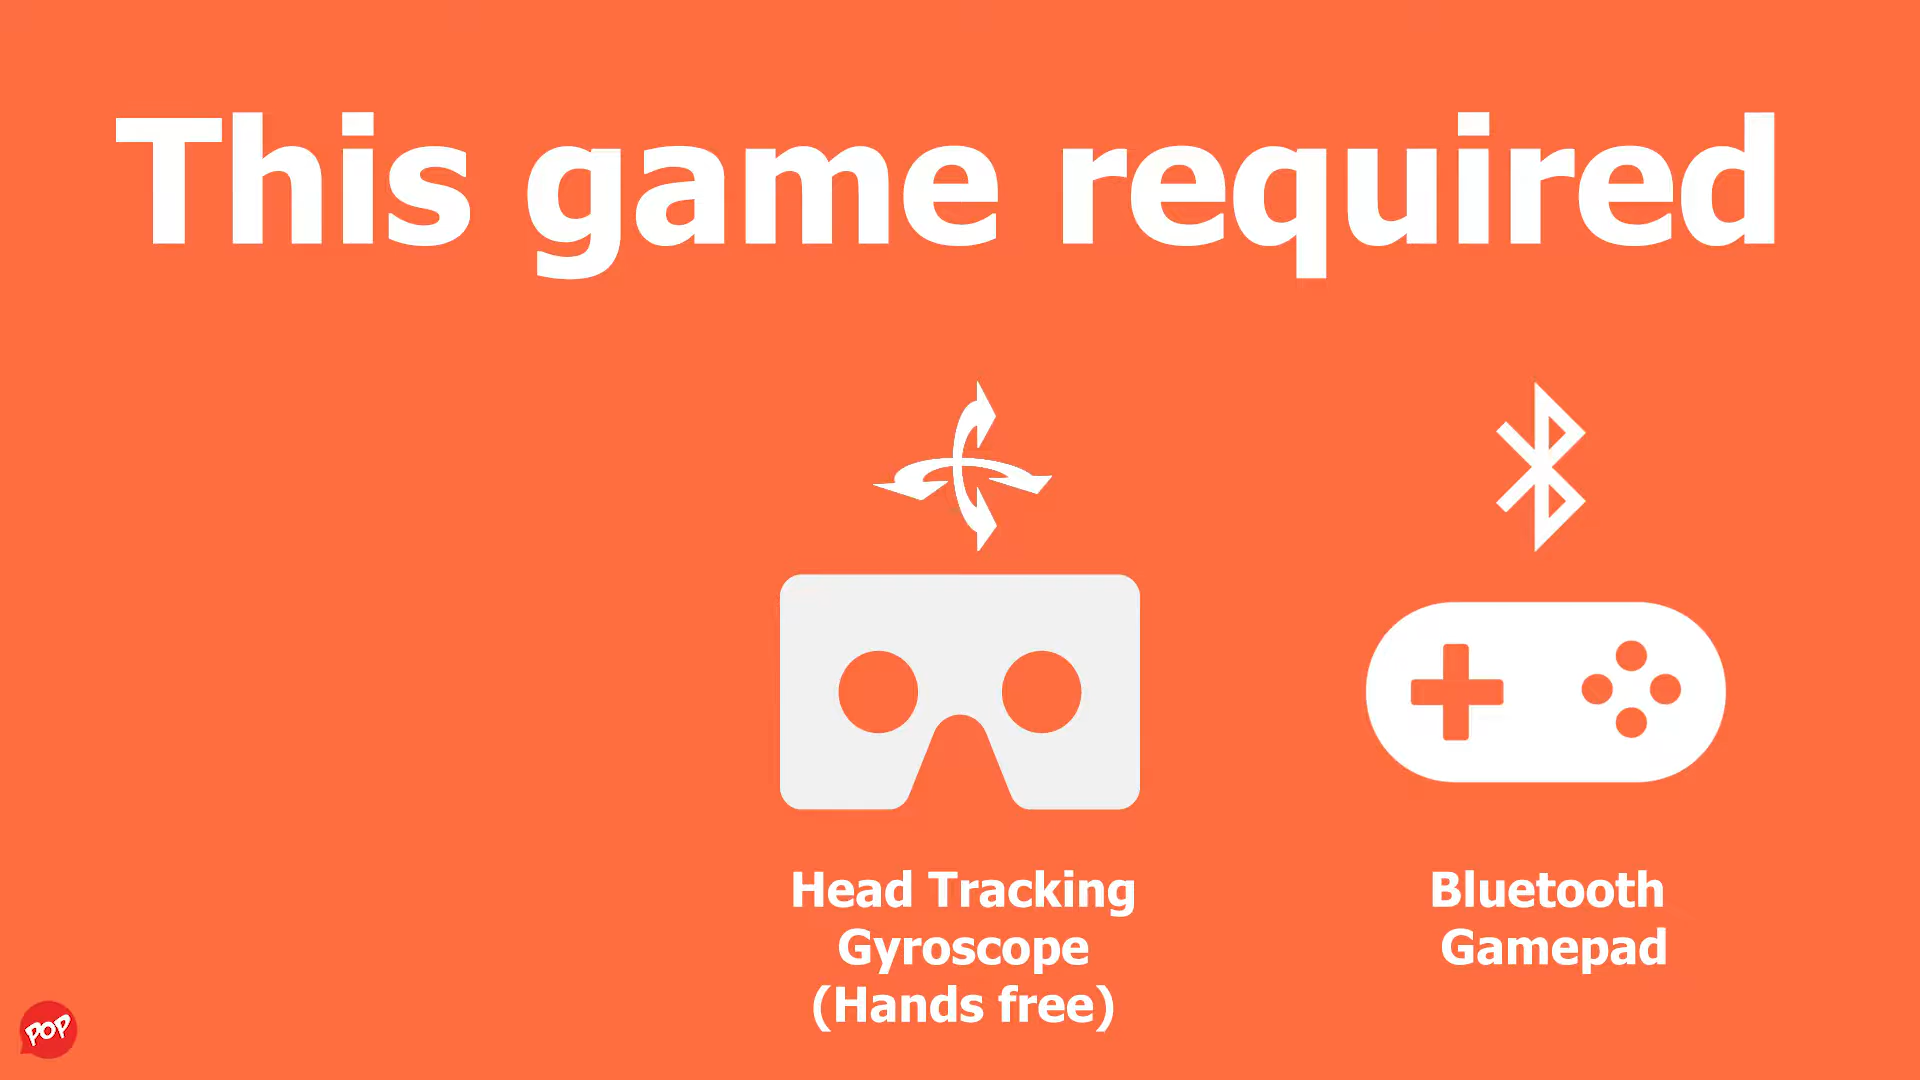 This game required
Head Tracking
Gyroscope
(Hands free)
Bluetooth
Gamepad
POP